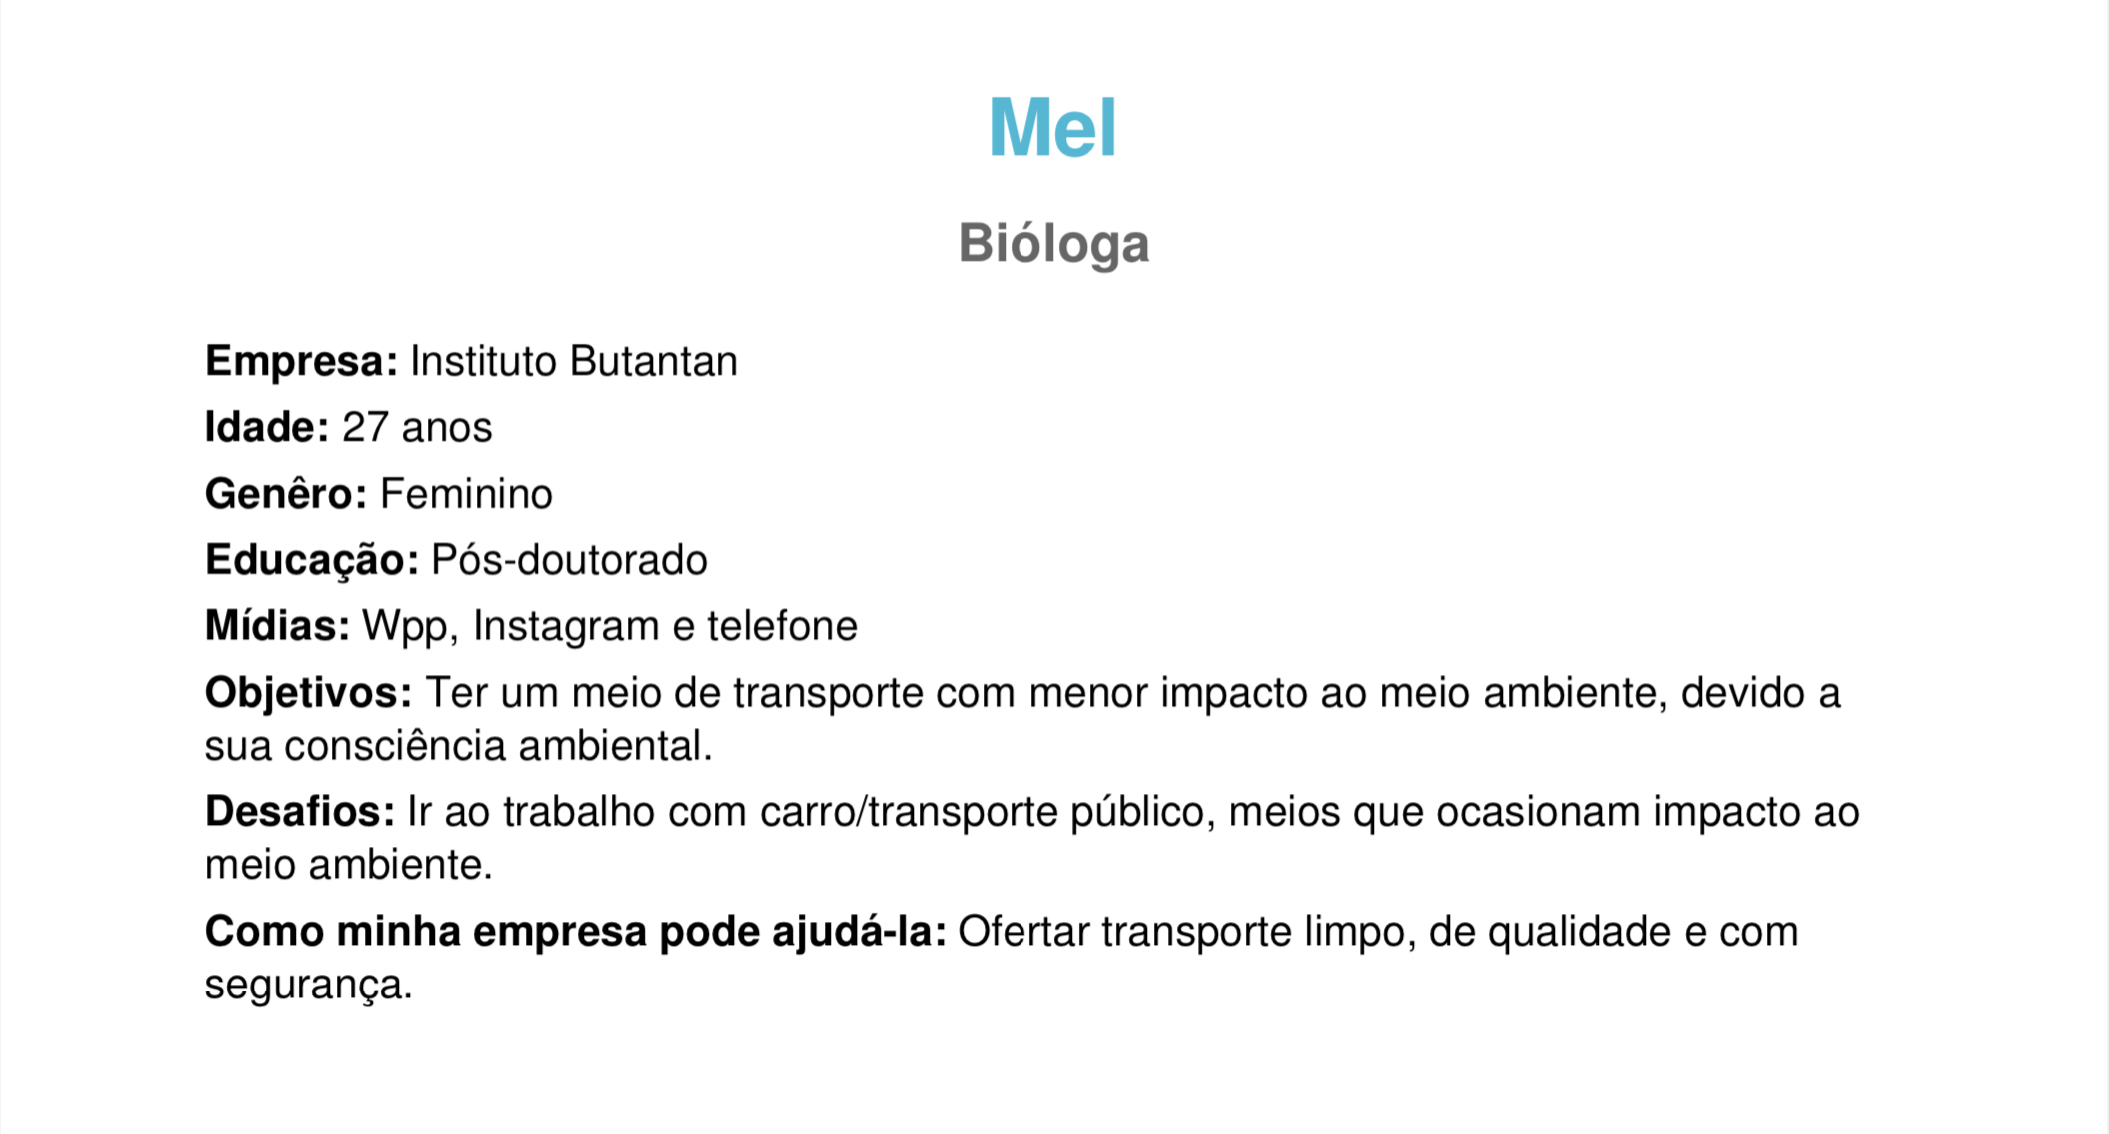 Mel
Bióloga
Empresa: Instituto Butantan
Idade: 27 anos
Genêro: Feminino
Educação: Pós-doutorado
Mídias: Wpp, Instagram e telefone
Objetivos: Ter um meio de transporte com menor impacto ao meio ambiente, devido a
sua consciência ambiental.
Desafios: Ir ao trabalho com carro/transporte público, meios que ocasionam impacto ao
meio ambiente.
Como minha empresa pode ajudá-la: Ofertar transporte limpo, de qualidade e com
segurança.